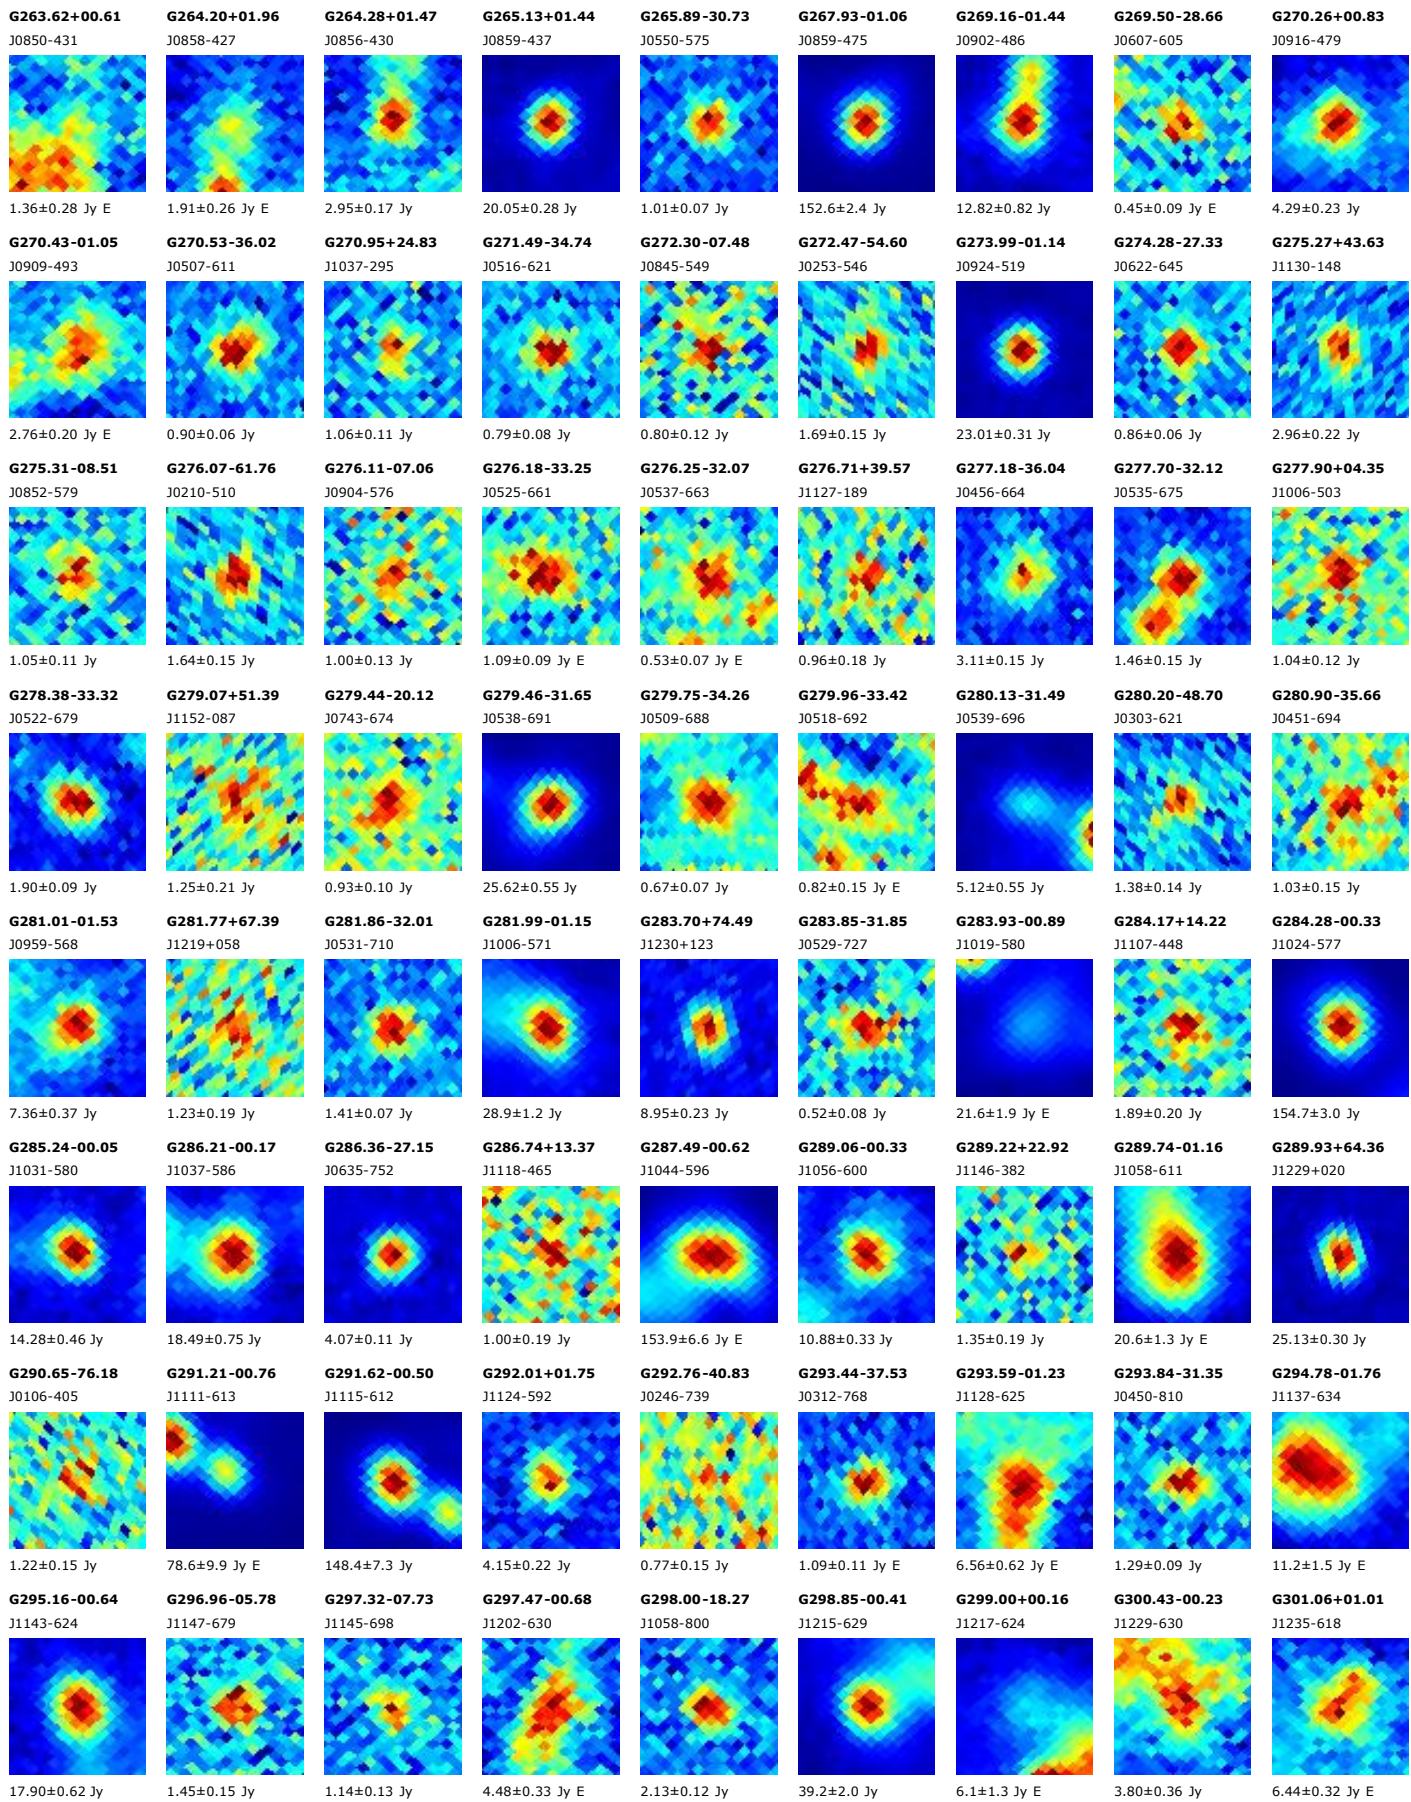 G263.62+00.61 G264.20+01.96 G264.28+01.47 G265.13+01.44 G265.89-30.73 G267.93-01.06 G269.16-01.44 G269.50-28.66 G270.26+00.83
J0850-431 J0858-427 J0856-430 J0859-437 J0550-575 J0859-475 J0902-486 J0607-605 J0916-479
1.36±0.28 Jy E 1.91±0.26 Jy E 2.95±0.17 Jy 20.05±0.28 Jy 1.01±0.07 Jy 152.6±2.4 Jy 12.82±0.82 Jy 0.45±0.09 Jy E 4.29±0.23 Jy
G270.43-01.05 G270.53-36.02 G270.95+24.83 G271.49-34.74 G272.30-07.48 G272.47-54.60 G273.99-01.14 G274.28-27.33 G275.27+43.63
J0909-493 J0507-611 J1037-295 J0516-621 J0845-549 J0253-546 J0924-519 J0622-645 J1130-148
2.76±0.20 Jy E 0.90±0.06 Jy 1.06±0.11 Jy 0.79±0.08 Jy 0.80±0.12 Jy 1.69±0.15 Jy 23.01±0.31 Jy 0.86±0.06 Jy 2.96±0.22 Jy
G275.31-08.51 G276.07-61.76 G276.11-07.06 G276.18-33.25 G276.25-32.07 G276.71+39.57 G277.18-36.04 G277.70-32.12 G277.90+04.35
J0852-579 J0210-510 J0904-576 J0525-661 J0537-663 J1127-189 J0456-664 J0535-675 J1006-503
1.05±0.11 Jy 1.64±0.15 Jy 1.00±0.13 Jy 1.09±0.09 Jy E 0.53±0.07 Jy E 0.96±0.18 Jy 3.11±0.15 Jy 1.46±0.15 Jy 1.04±0.12 Jy
G278.38-33.32 G279.07+51.39 G279.44-20.12 G279.46-31.65 G279.75-34.26 G279.96-33.42 G280.13-31.49 G280.20-48.70 G280.90-35.66
J0522-679 J1152-087 J0743-674 J0538-691 J0509-688 J0518-692 J0539-696 J0303-621 J0451-694
1.90±0.09 Jy 1.25±0.21 Jy 0.93±0.10 Jy 25.62±0.55 Jy 0.67±0.07 Jy 0.82±0.15 Jy E 5.12±0.55 Jy 1.38±0.14 Jy 1.03±0.15 Jy
G281.01-01.53 G281.77+67.39 G281.86-32.01 G281.99-01.15 G283.70+74.49 G283.85-31.85 G283.93-00.89 G284.17+14.22 G284.28-00.33
J0959-568 J1219+058 J0531-710 J1006-571 J1230+123 J0529-727 J1019-580 J1107-448 J1024-577
7.36±0.37 Jy 1.23±0.19 Jy 1.41±0.07 Jy 28.9±1.2 Jy 8.95±0.23 Jy 0.52±0.08 Jy 21.6±1.9 Jy E 1.89±0.20 Jy 154.7±3.0 Jy
G285.24-00.05 G286.21-00.17 G286.36-27.15 G286.74+13.37 G287.49-00.62 G289.06-00.33 G289.22+22.92 G289.74-01.16 G289.93+64.36
J1031-580 J1037-586 J0635-752 J1118-465 J1044-596 J1056-600 J1146-382 J1058-611 J1229+020
14.28±0.46 Jy 18.49±0.75 Jy 4.07±0.11 Jy 1.00±0.19 Jy 153.9±6.6 Jy E 10.88±0.33 Jy 1.35±0.19 Jy 20.6±1.3 Jy E 25.13±0.30 Jy
G290.65-76.18 G291.21-00.76 G291.62-00.50 G292.01+01.75 G292.76-40.83 G293.44-37.53 G293.59-01.23 G293.84-31.35 G294.78-01.76
J0106-405 J1111-613 J1115-612 J1124-592 J0246-739 J0312-768 J1128-625 J0450-810 J1137-634
1.22±0.15 Jy 78.6±9.9 Jy E 148.4±7.3 Jy 4.15±0.22 Jy 0.77±0.15 Jy 1.09±0.11 Jy E 6.56±0.62 Jy E 1.29±0.09 Jy 11.2±1.5 Jy E
G295.16-00.64 G296.96-05.78 G297.32-07.73 G297.47-00.68 G298.00-18.27 G298.85-00.41 G299.00+00.16 G300.43-00.23 G301.06+01.01
J1143-624 J1147-679 J1145-698 J1202-630 J1058-800 J1215-629 J1217-624 J1229-630 J1235-618
17.90±0.62 Jy 1.45±0.15 Jy 1.14±0.13 Jy 4.48±0.33 Jy E 2.13±0.12 Jy 39.2±2.0 Jy 6.1±1.3 Jy E 3.80±0.36 Jy 6.44±0.32 Jy E